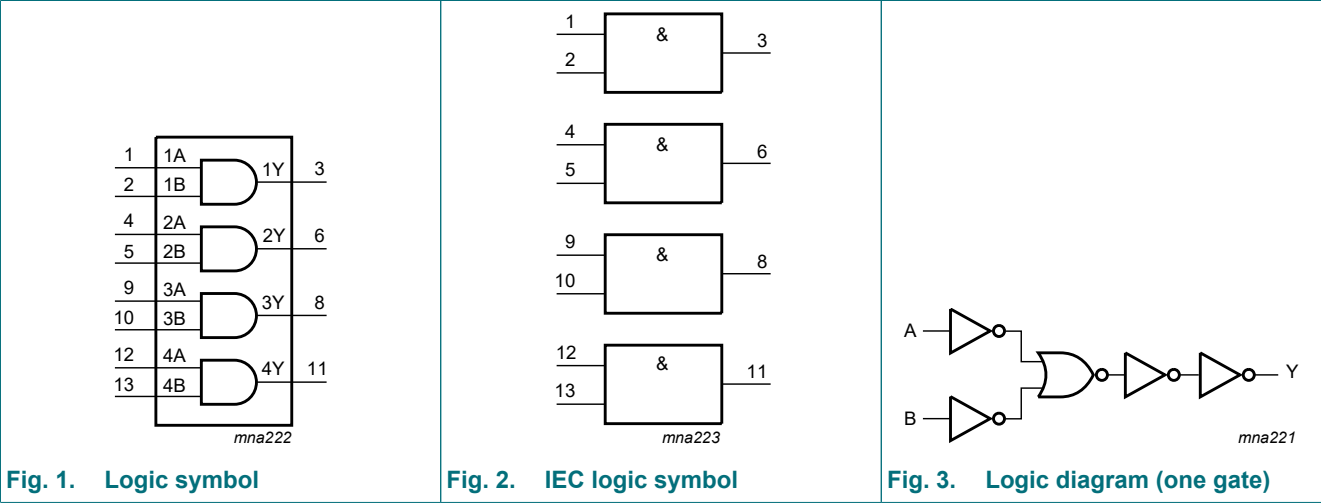 1 1A 1Y 3
2 1B
4 2A 2Y 6
5 2B
9 3A 3Y 8
10 3B
12 4A 4Y 11
13 4B
mna222
Fig. 1. Logic symbol
1 & 3
2
4 & 6
5
9 & 8
10
12 & 11
13
mna223
Fig. 2. IEC logic symbol
A
Y
B
mna221
Fig. 3. Logic diagram (one gate)